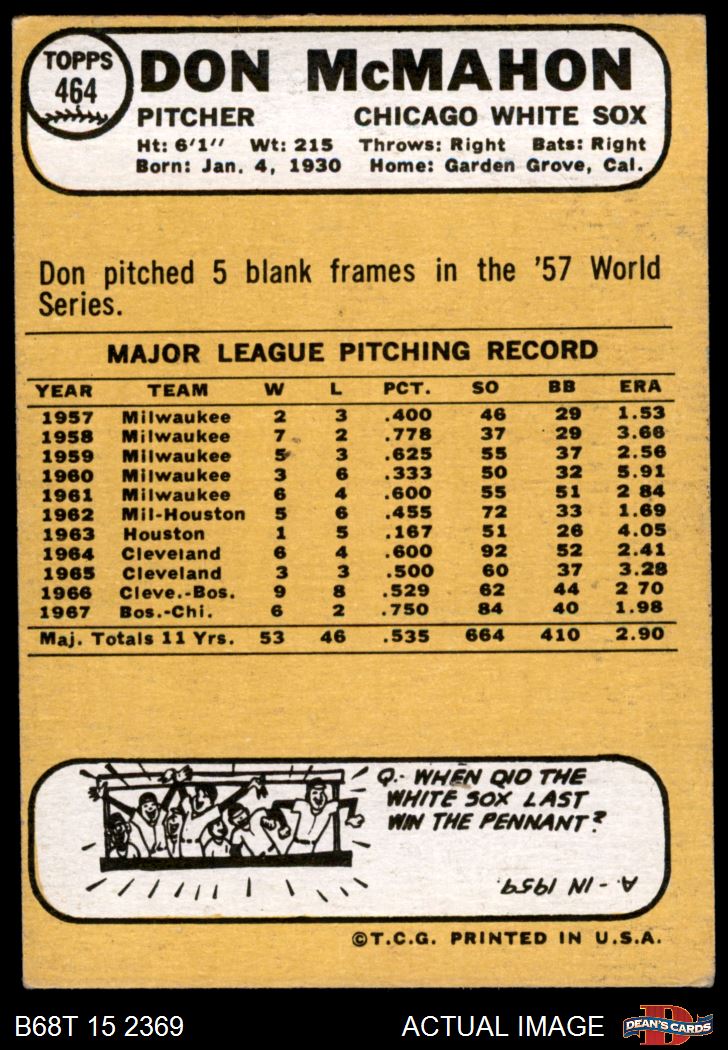 TOPPS
464
DON McMAHON
PITCHER CHICAGO WHITE SOX
Ht: 6'1" Wt: 215 Throws: Right Bats: Right
Born: Jan. 4, 1930 Home: Garden Grove, Cal.
Don pitched 5 blank frames in the '57 World
Series.
MAJOR LEAGUE PITCHING RECORD
YEAR TEAM W L PCT. SO BB ERA
1957 Milwaukee 2 3 .400 46 29 1.53
1958 Milwaukee 7 2 .778 37 29 3.66
1959 Milwaukee 5 3 .625 55 37 2.56
1960 Milwaukee 3 6 .333 50 32 5.91
1961 Milwaukee 6 4 .600 55 51 2 84
1962 Mil-Houston 5 6 .455 72 33 1.69
1963 Houston 1 5 .167 51 26 4.05
1964 Cleveland 6 4 .600 92 52 2.41
1965 Cleveland 3 3 .500 60 37 3.28
1966 Cleve.-Bos. 9 8 .529 62 44 2 70
1967 Bos.-Chi. 6 2 .750 84 40 1.98
Maj. Totals 11 Yrs. 53 46 .535 664 410 2.90
Q.- WHEN DID THE
WHITE SOX LAST
WIN THE PENNANT?
A.- IN 1959.
©T.C.G. PRINTED IN U.S.A.
B68T 15 2369 ACTUAL IMAGE
D
DEAN'S CARDS